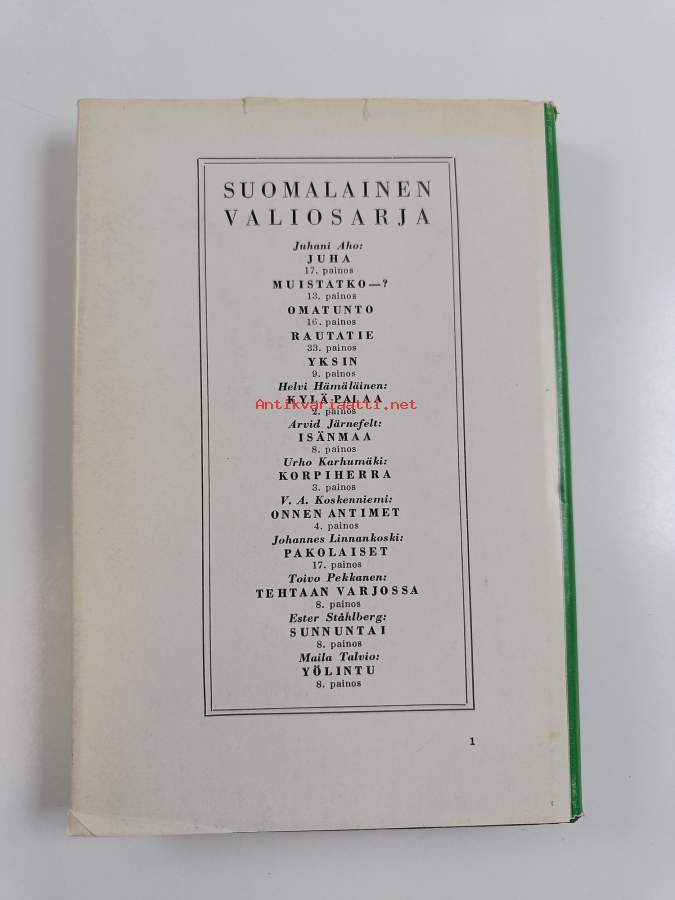 SUOMALAINEN
VALIOSARJA
Juhani Aho:
JUHA
17. painos
MUISTATKO—?
13. painos
OMATUNTO
16. painos
RAUTATIE
33. painos
YKSIN
9. painos
Helvi Hämäläinen:
KYLÄ PALAA
Antikvariaatti.net
2. painos
Arvid Järnefelt:
ISÄNMAA
8. painos
Urho Karhumäki:
KORPIHERRA
3. painos
V. A. Koskenniemi:
ONNEN ANTIMET
4. painos
Johannes Linnankoski:
PAKOLAISET
17. painos
Toivo Pekkanen:
TEHTAAN VARJOSSA
8. painos
Ester Ståhlberg:
SUNNUNTAI
8. painos
Maila Talvio:
YÖLINTU
8. painos
1